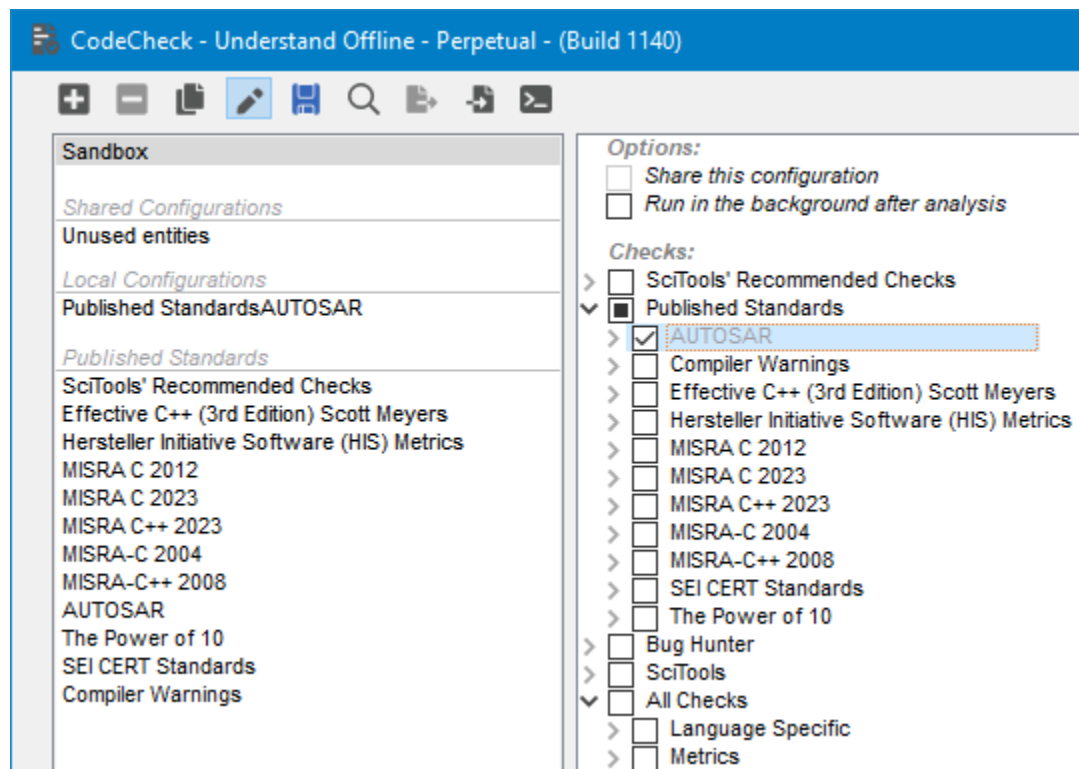 CodeCheck - Understand Offline - Perpetual - (Build 1140)
Sandbox
Shared Configurations
Unused entities
Local Configurations
Published StandardsAUTOSAR
Published Standards
SciTools' Recommended Checks
Effective C++ (3rd Edition) Scott Meyers
Hersteller Initiative Software (HIS) Metrics
MISRA C 2012
MISRA C 2023
MISRA C++ 2023
MISRA-C 2004
MISRA-C++ 2008
AUTOSAR
The Power of 10
SEI CERT Standards
Compiler Warnings
Options:
Share this configuration
Run in the background after analysis
Checks:
SciTools' Recommended Checks
Published Standards
AUTOSAR
Compiler Warnings
Effective C++ (3rd Edition) Scott Meyers
Hersteller Initiative Software (HIS) Metrics
MISRA C 2012
MISRA C 2023
MISRA C++ 2023
MISRA-C 2004
MISRA-C++ 2008
SEI CERT Standards
The Power of 10
Bug Hunter
SciTools
All Checks
Language Specific
Metrics